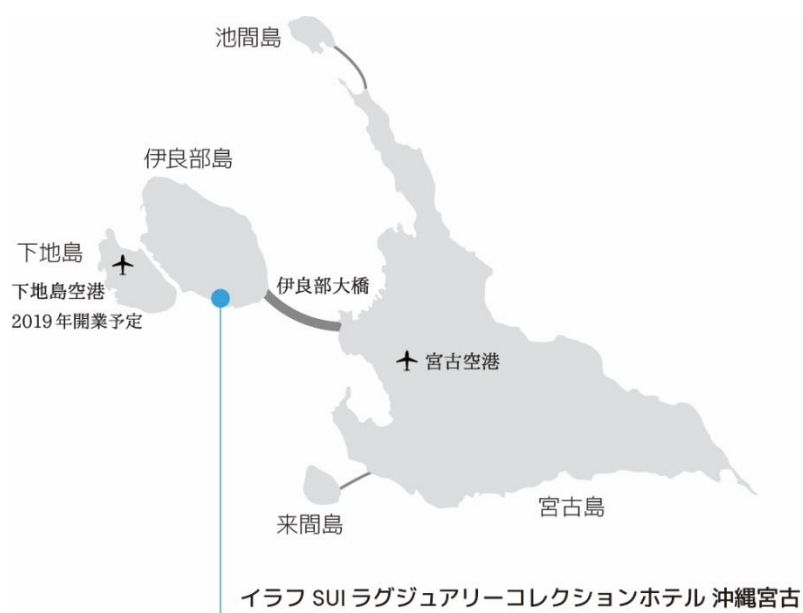 池間島
伊良部島
下地島
下地島空港
2019年開業予定
伊良部大橋
宮古空港
来間島
宮古島
イラフ SUI ラグジュアリーコレクションホテル 沖縄宮古